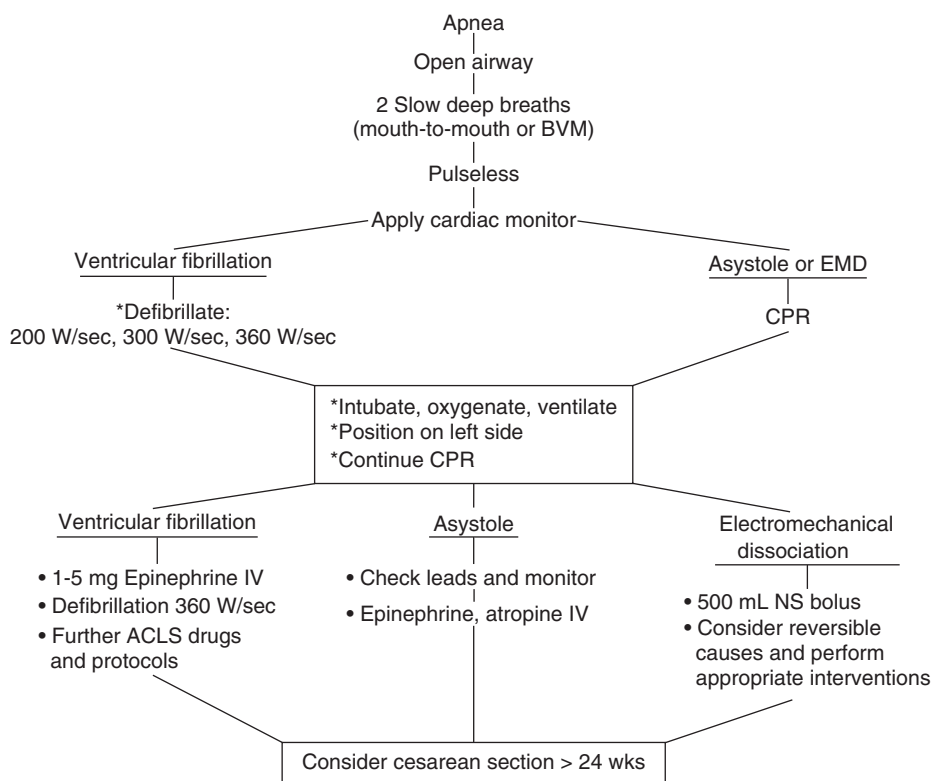 Apnea
Open airway
2 Slow deep breaths
(mouth-to-mouth or BVM)
Pulseless
Apply cardiac monitor
Ventricular fibrillation
*Defibrillate:
200 W/sec, 300 W/sec, 360 W/sec
Asystole or EMD
CPR
*Intubate, oxygenate, ventilate
*Position on left side
*Continue CPR
Ventricular fibrillation
• 1-5 mg Epinephrine IV
• Defibrillation 360 W/sec
• Further ACLS drugs
and protocols
Asystole
• Check leads and monitor
• Epinephrine, atropine IV
Electromechanical
dissociation
• 500 mL NS bolus
• Consider reversible
causes and perform
appropriate interventions
Consider cesarean section > 24 wks